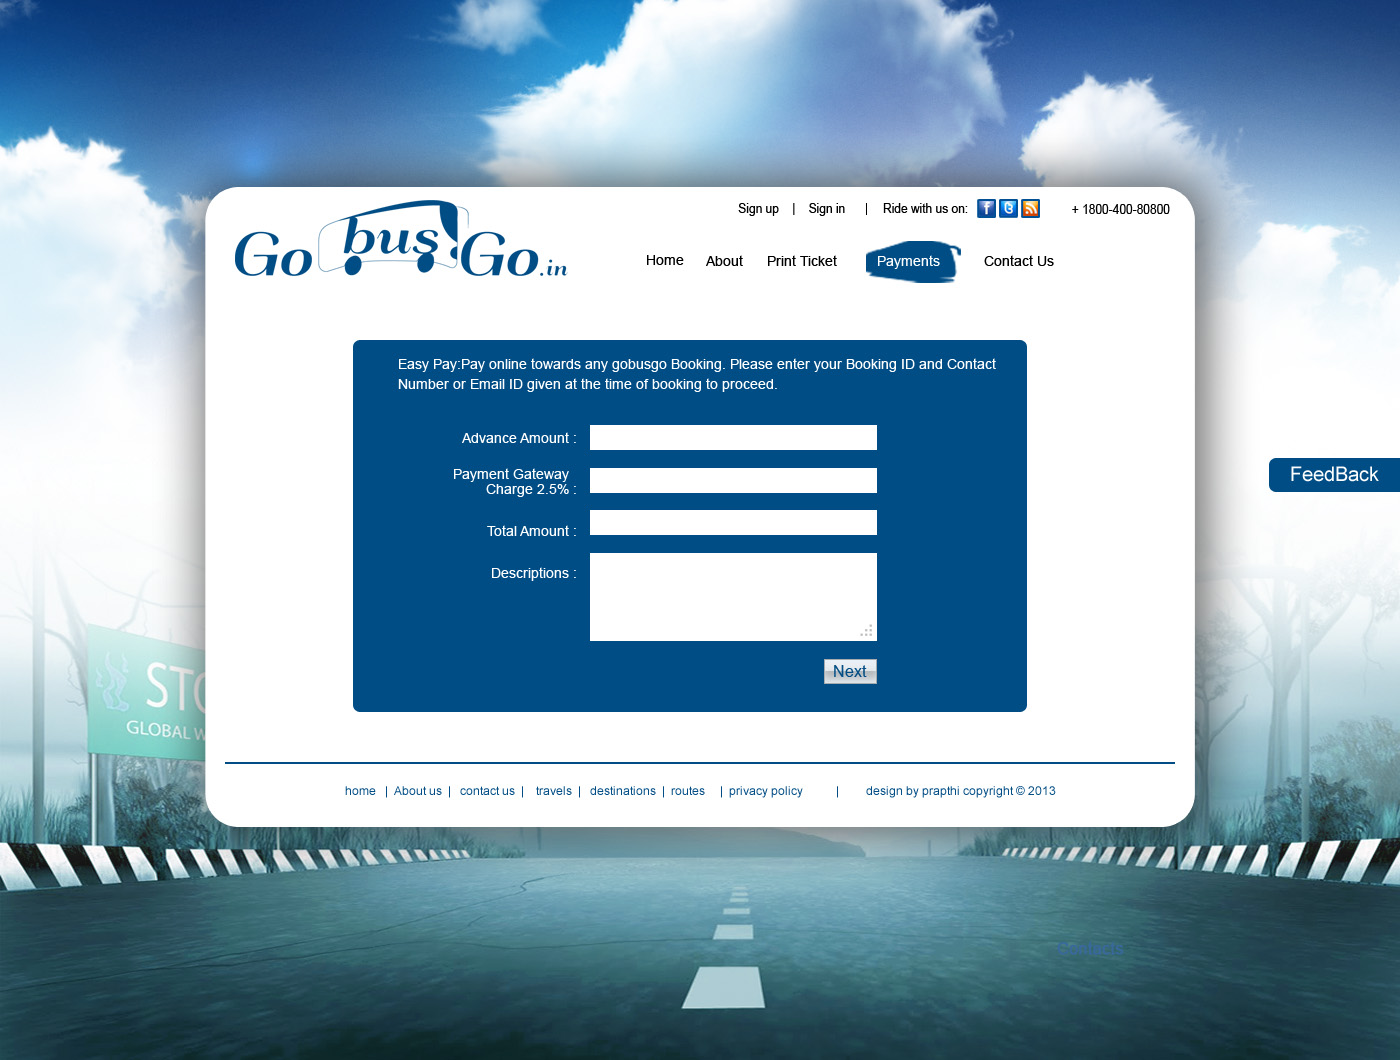 Sign up | Sign in | Ride with us on: + 1800-400-80800
Go bus Go.in
Home About Print Ticket Payments Contact Us
Easy Pay:Pay online towards any gobusgo Booking. Please enter your Booking ID and Contact
Number or Email ID given at the time of booking to proceed.
Advance Amount :
Payment Gateway
Charge 2.5% :
Total Amount :
Descriptions :
Next
FeedBack
STO
GLOBAL W
home | About us | contact us | travels | destinations | routes | privacy policy | design by prapthi copyright © 2013